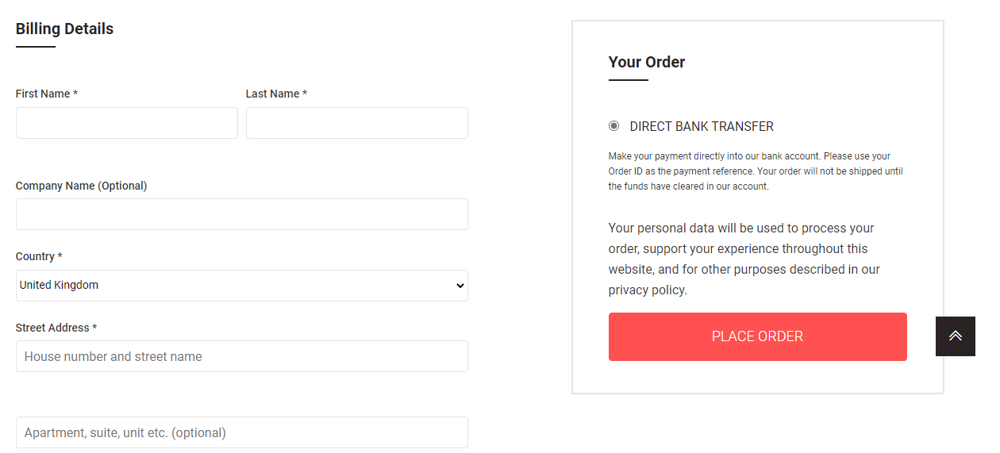 Billing Details
First Name *
Last Name *
Company Name (Optional)
Country *
United Kingdom
Street Address *
House number and street name
Apartment, suite, unit etc. (optional)
Your Order
DIRECT BANK TRANSFER
Make your payment directly into our bank account. Please use your
Order ID as the payment reference. Your order will not be shipped until
the funds have cleared in our account.
Your personal data will be used to process your
order, support your experience throughout this
website, and for other purposes described in our
privacy policy.
PLACE ORDER